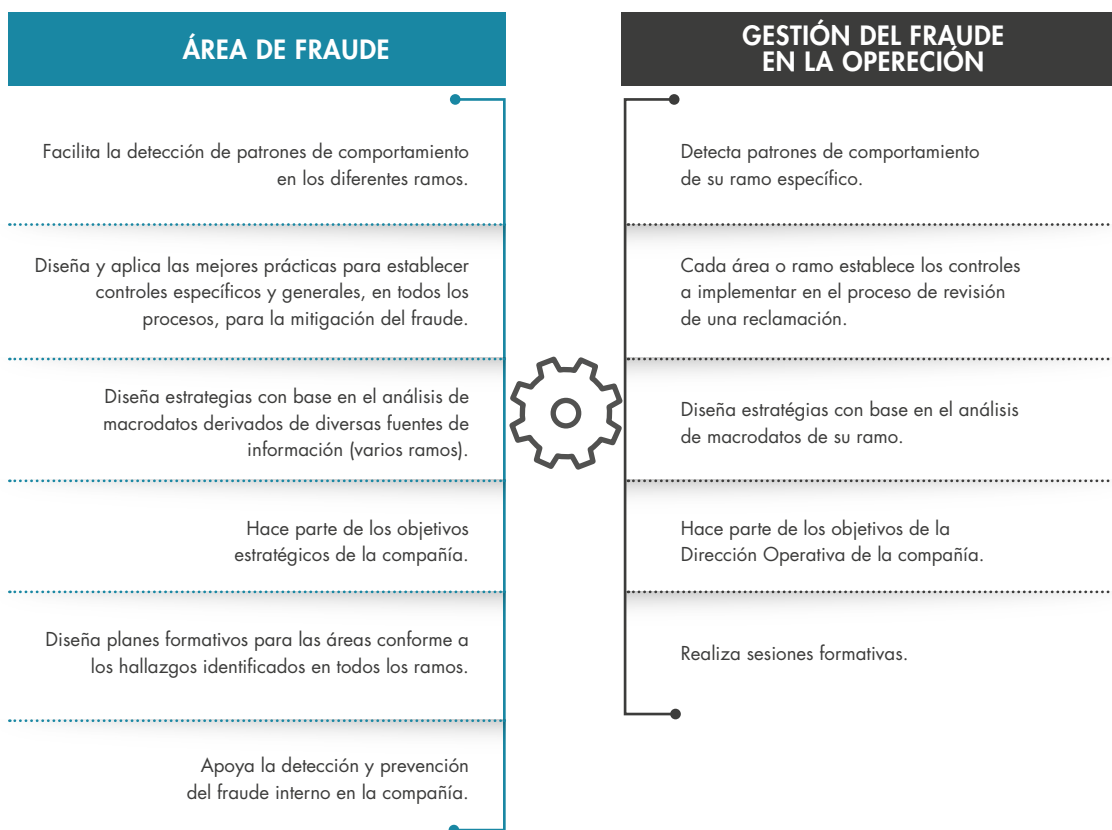 ÁREA DE FRAUDE
Facilita la detección de patrones de comportamiento
en los diferentes ramos.
Diseña y aplica las mejores prácticas para establecer
controles específicos y generales, en todos los
procesos, para la mitigación del fraude.
Diseña estrategias con base en el análisis de
macrodatos derivados de diversas fuentes de
información (varios ramos).
Hace parte de los objetivos
estratégicos de la compañía.
Diseña planes formativos para las áreas conforme a
los hallazgos identificados en todos los ramos.
Apoya la detección y prevención
del fraude interno en la compañía.
GESTIÓN DEL FRAUDE
EN LA OPERECIÓN
Detecta patrones de comportamiento
de su ramo específico.
Cada área o ramo establece los controles
a implementar en el proceso de revisión
de una reclamación.
Diseña estratégias con base en el análisis
de macrodatos de su ramo.
Hace parte de los objetivos de la
Dirección Operativa de la compañía.
Realiza sesiones formativas.